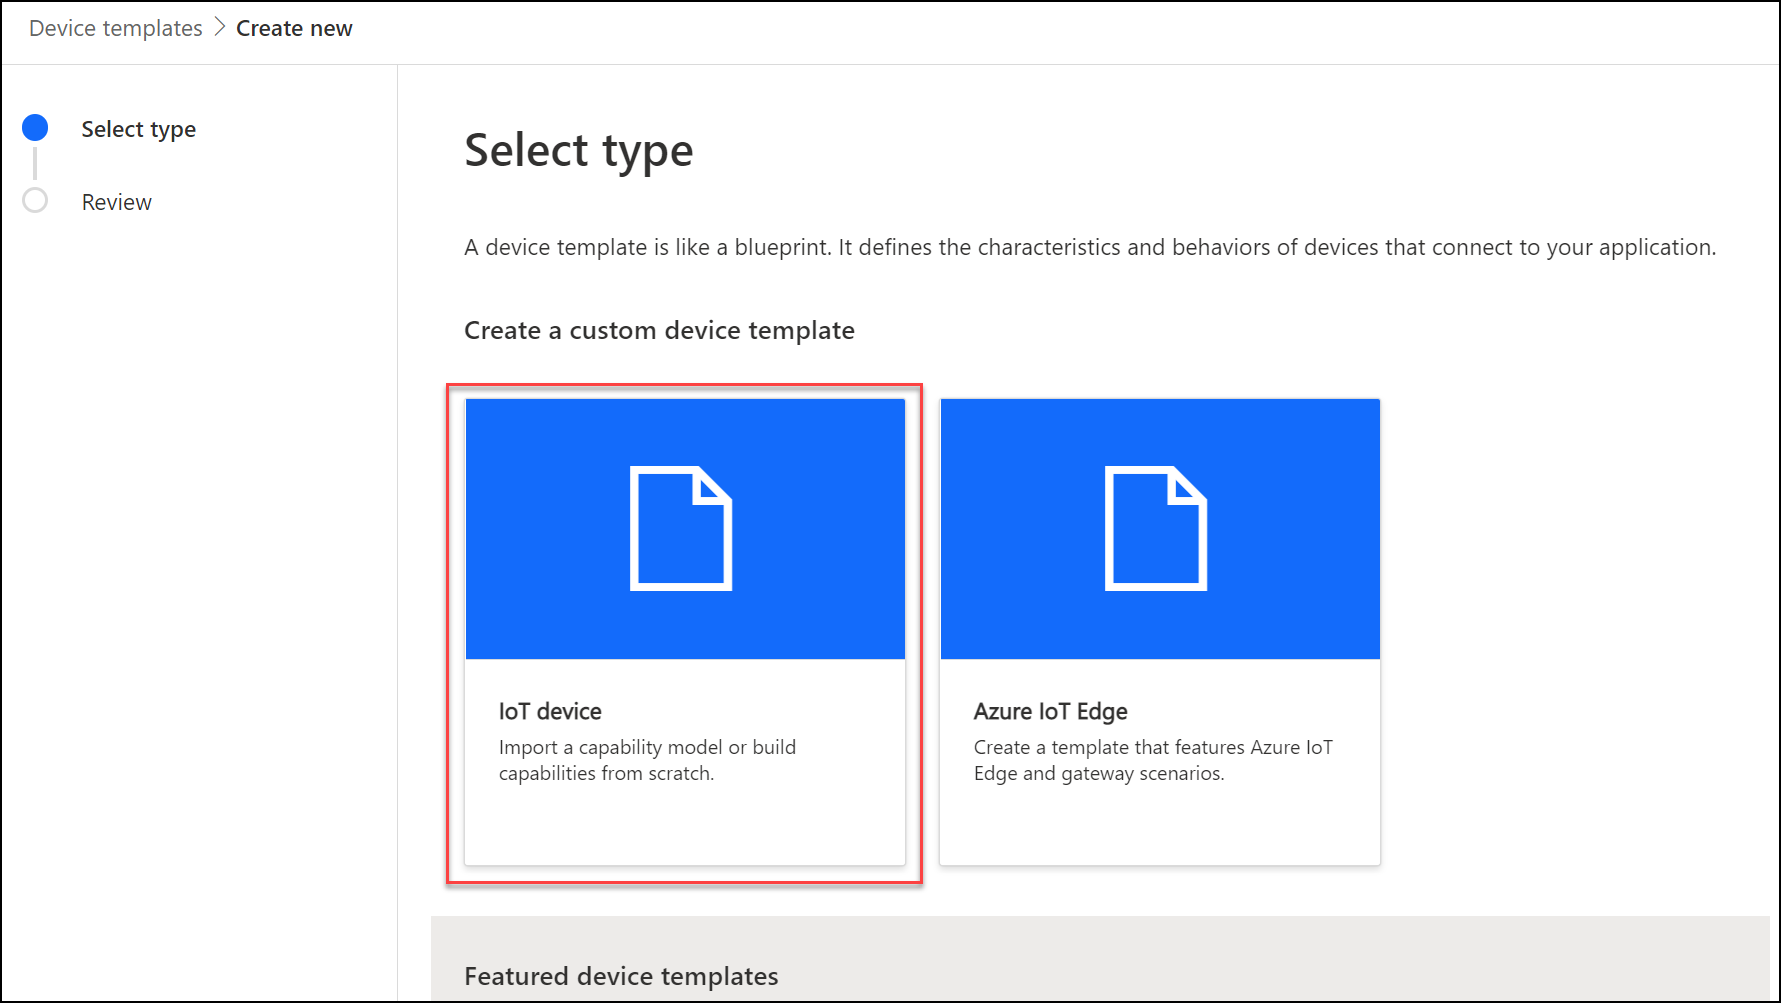 Device templates > Create new
Select type
Review
Select type
A device template is like a blueprint. It defines the characteristics and behaviors of devices that connect to your application.
Create a custom device template
IoT device
Import a capability model or build
capabilities from scratch.
Azure IoT Edge
Create a template that features Azure IoT
Edge and gateway scenarios.
Featured device templates